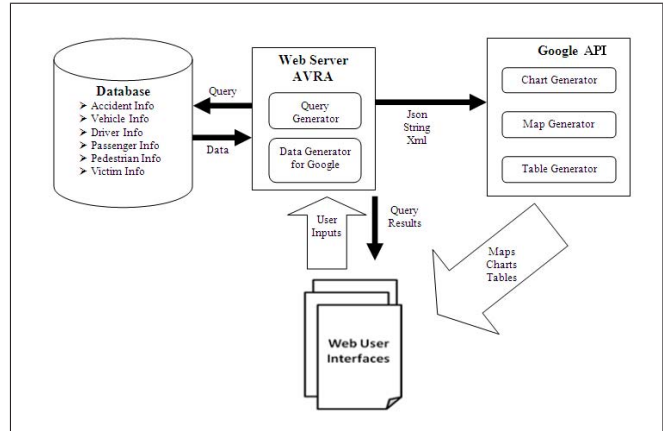 Database
➢ Accident Info
➢ Vehicle Info
➢ Driver Info
➢ Passenger Info
➢ Pedestrian Info
➢ Victim Info
Query
Data
Web Server
AVRA
Query
Generator
Data Generator
for Google
Json
String
Xml
Google API
Chart Generator
Map Generator
Table Generator
User
Inputs
Query
Results
Maps
Charts
Tables
Web User
Interfaces